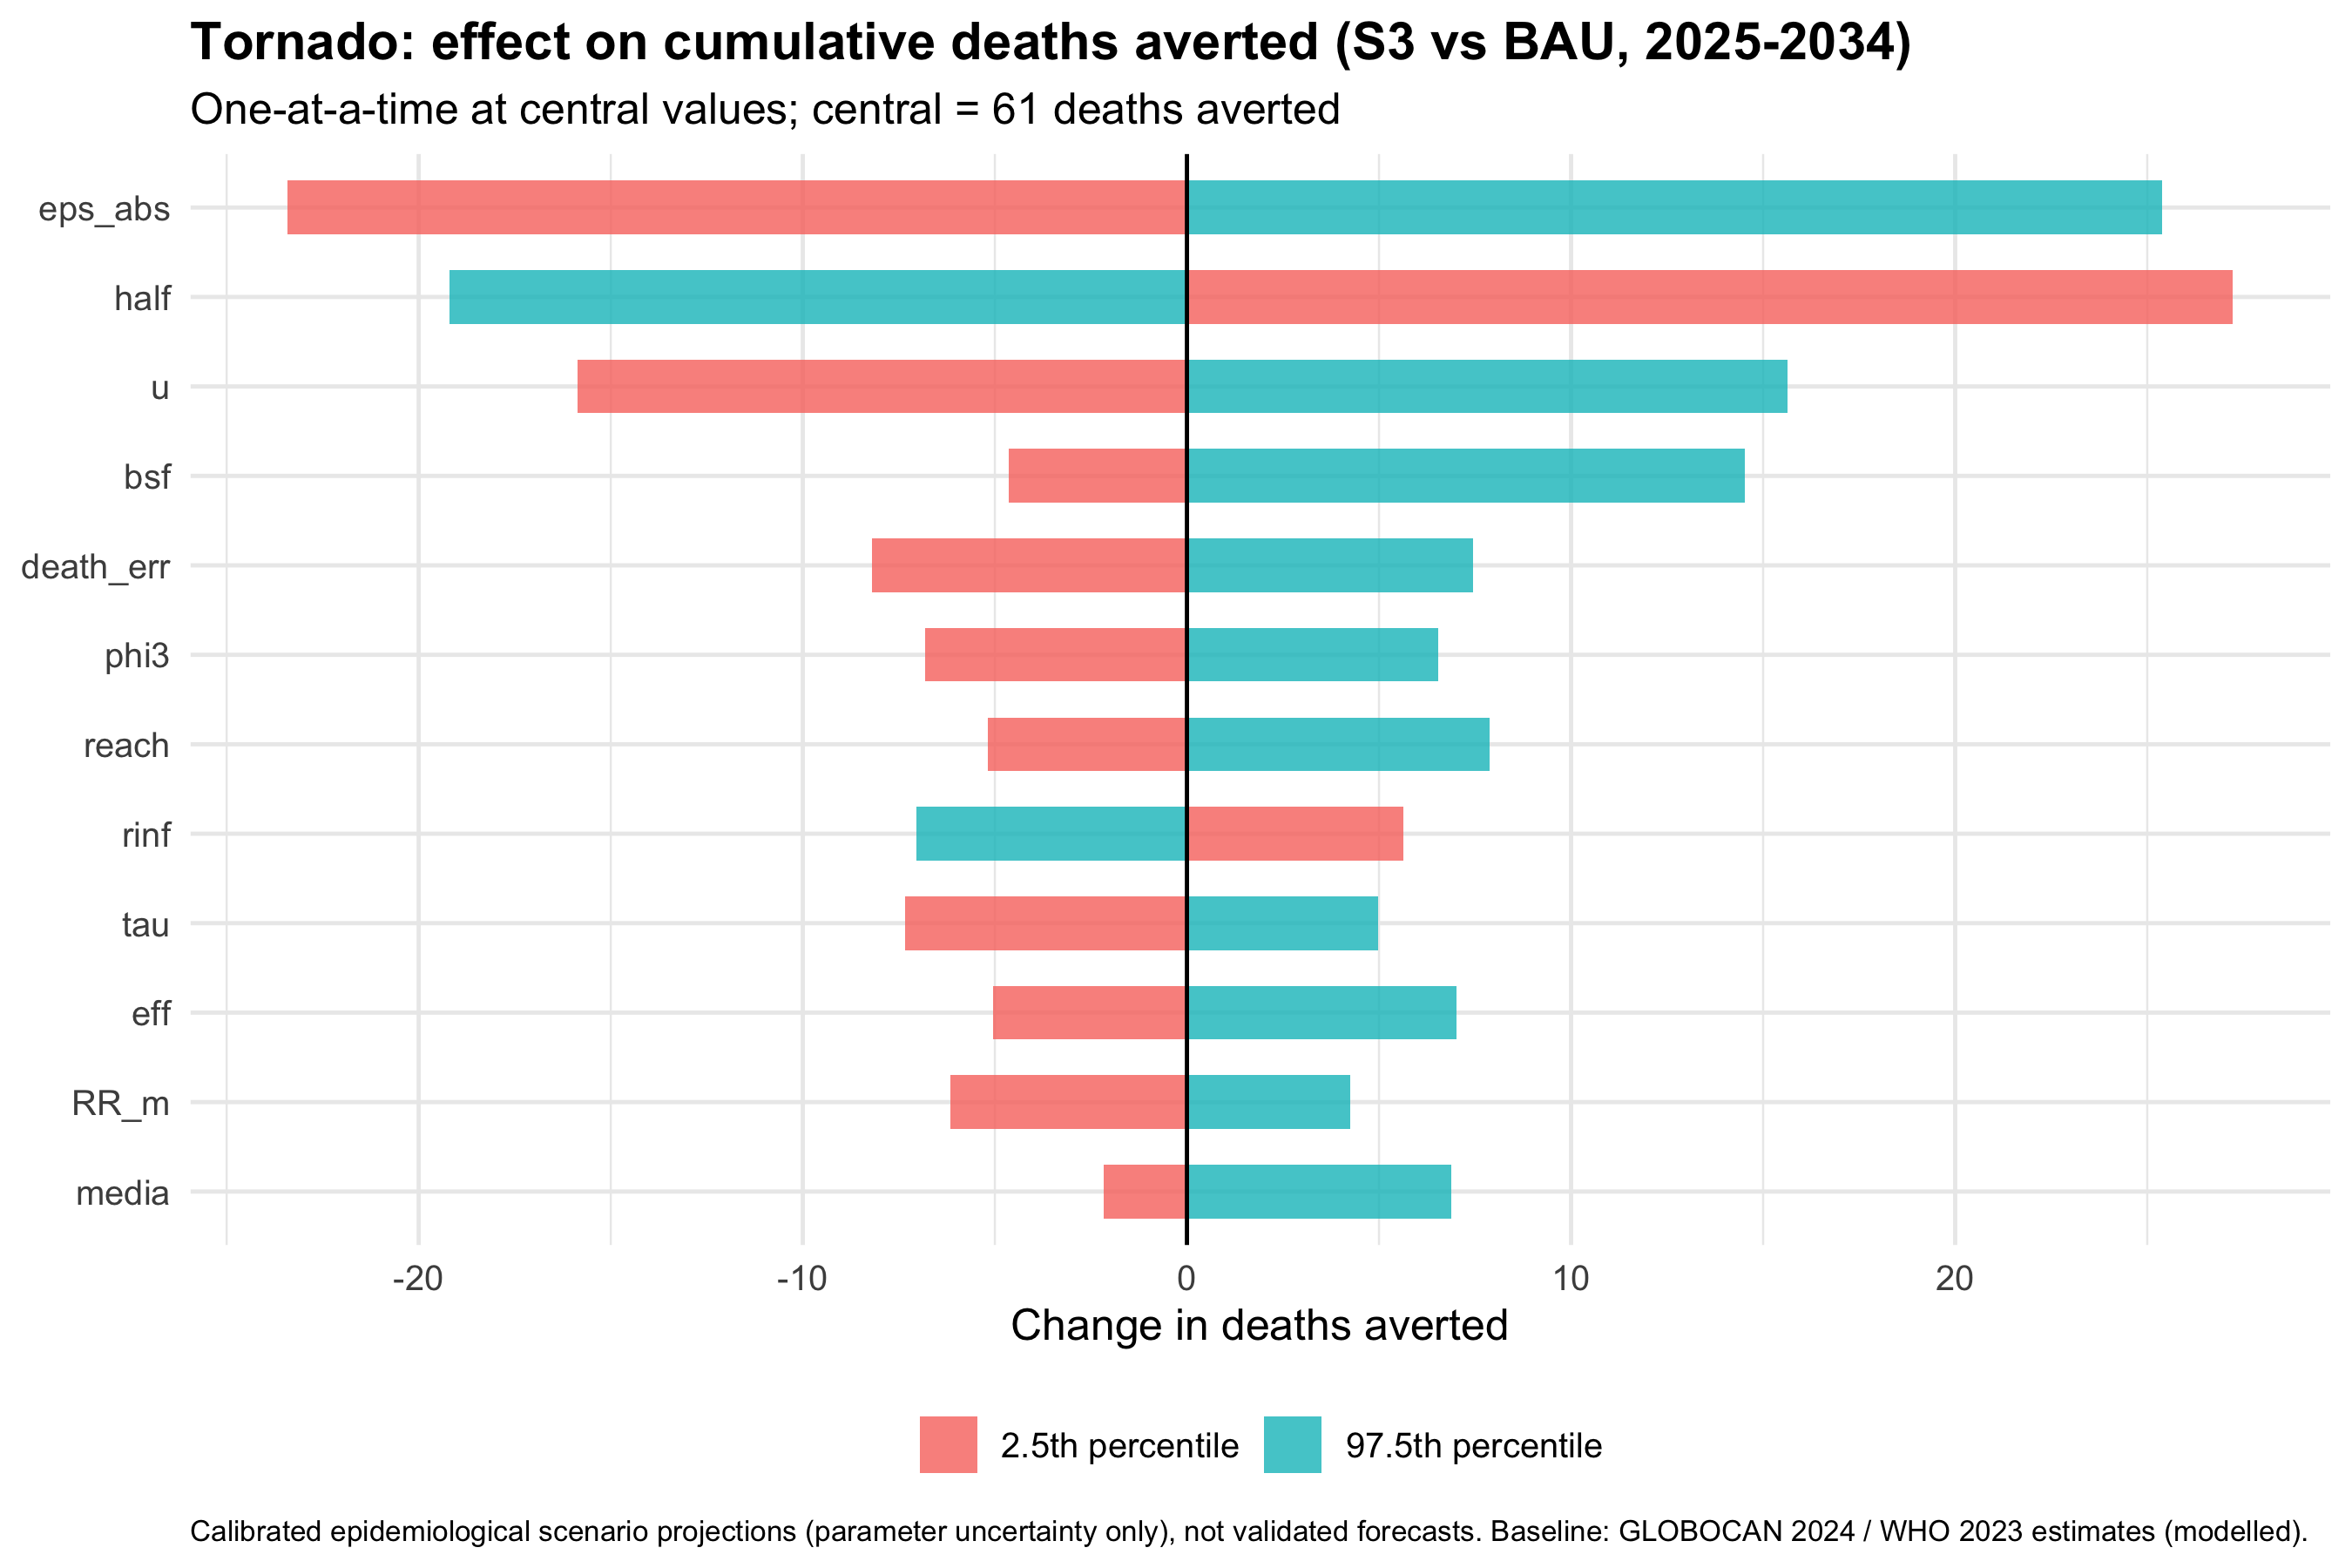 Tornado: effect on cumulative deaths averted (S3 vs BAU, 2025-2034)
One-at-a-time at central values; central = 61 deaths averted
eps_abs
half
u
bsf
death_err
phi3
reach
rinf
tau
eff
RR_m
media
-20 -10 0 10 20
Change in deaths averted
2.5th percentile 97.5th percentile
Calibrated epidemiological scenario projections (parameter uncertainty only), not validated forecasts. Baseline: GLOBOCAN 2024 / WHO 2023 estimates (modelled).